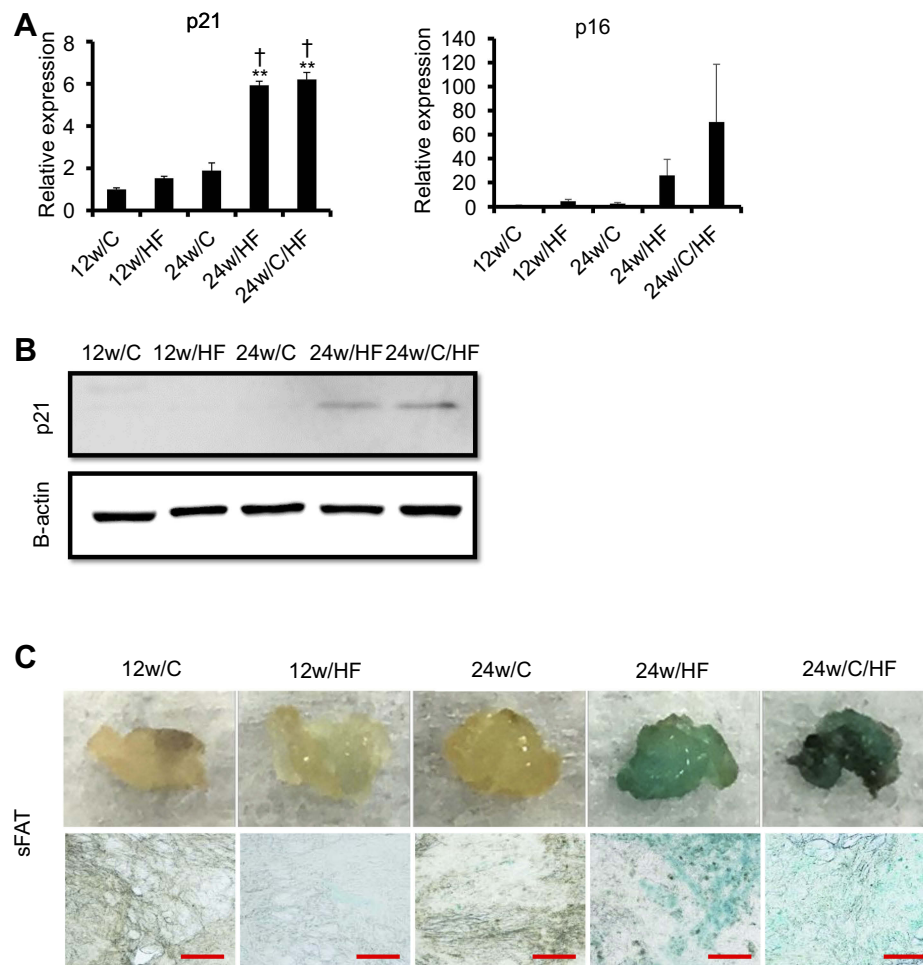 A
p21
Relative expression
8
6
4
2
0
†
**
†
**
12w/C
12w/HF
24w/C
24w/HF
24w/C/HF
p16
Relative expression
140
120
100
80
60
40
20
0
12w/C
12w/HF
24w/C
24w/HF
24w/C/HF
B
12w/C 12w/HF 24w/C 24w/HF 24w/C/HF
p21
B-actin
C
12w/C 12w/HF 24w/C 24w/HF 24w/C/HF
sFAT